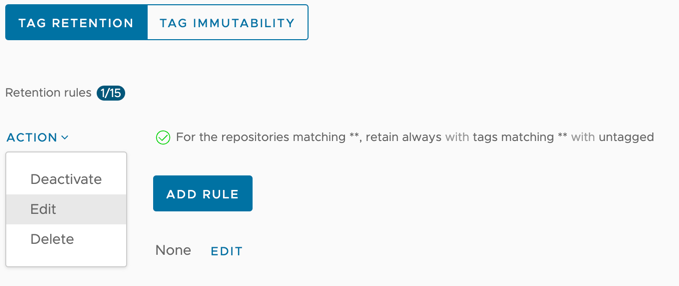 TAG RETENTION TAG IMMUTABILITY
Retention rules 1/15
ACTION For the repositories matching **, retain always with tags matching ** with untagged
Deactivate
Edit
Delete
ADD RULE
None EDIT